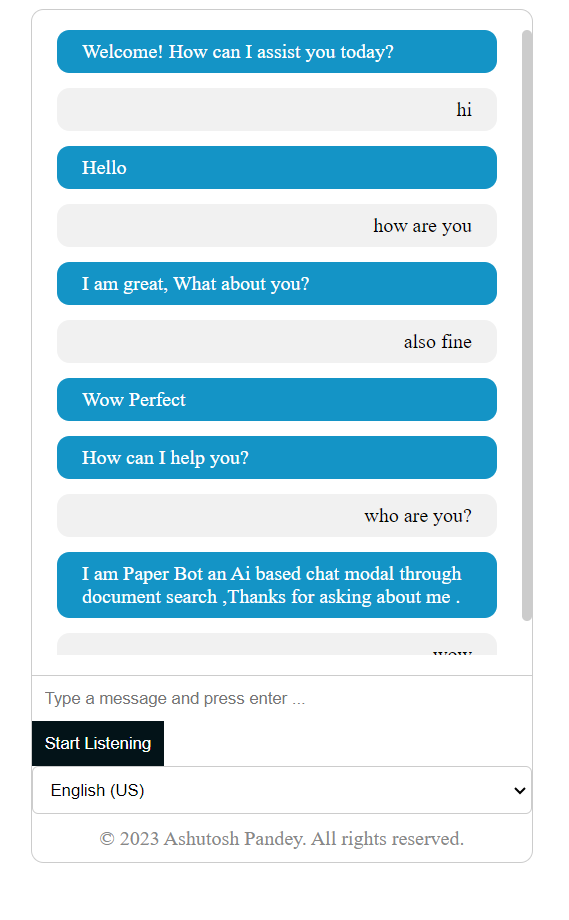 Welcome! How can I assist you today?
hi
Hello
how are you
I am great, What about you?
also fine
Wow Perfect
How can I help you?
who are you?
I am Paper Bot an Ai based chat modal through
document search ,Thanks for asking about me .
wow
Type a message and press enter ...
Start Listening
English (US)
© 2023 Ashutosh Pandey. All rights reserved.